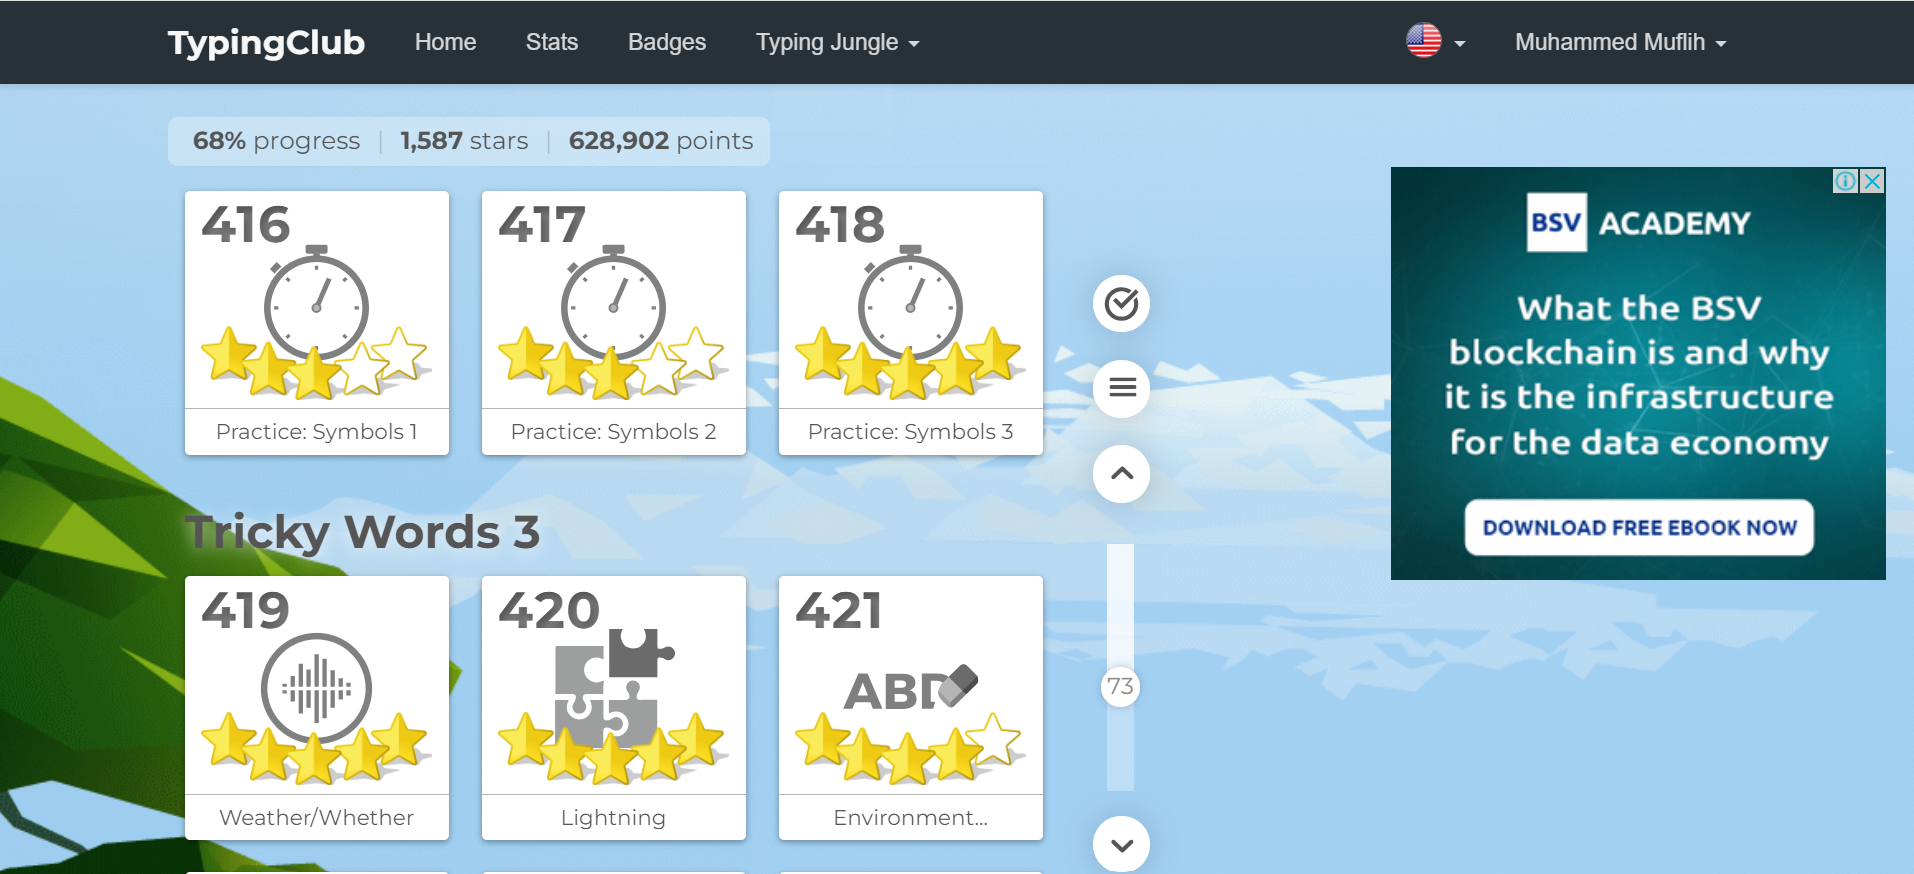 TypingClub Home Stats Badges Typing Jungle Muhammed Muflih
68% progress | 1,587 stars | 628,902 points
416 417 418
Practice: Symbols 1 Practice: Symbols 2 Practice: Symbols 3
Tricky Words 3
419 420 421
ABD
Weather/Whether Lightning Environment...
73
BSV ACADEMY
What the BSV
blockchain is and why
it is the infrastructure
for the data economy
DOWNLOAD FREE EBOOK NOW